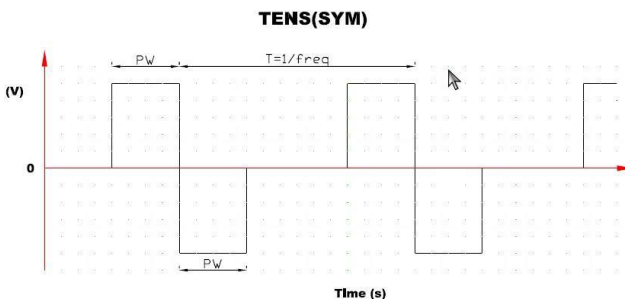 TENS(SYM)
PW
T=1/freq
(V)
0
PW
Time (s)